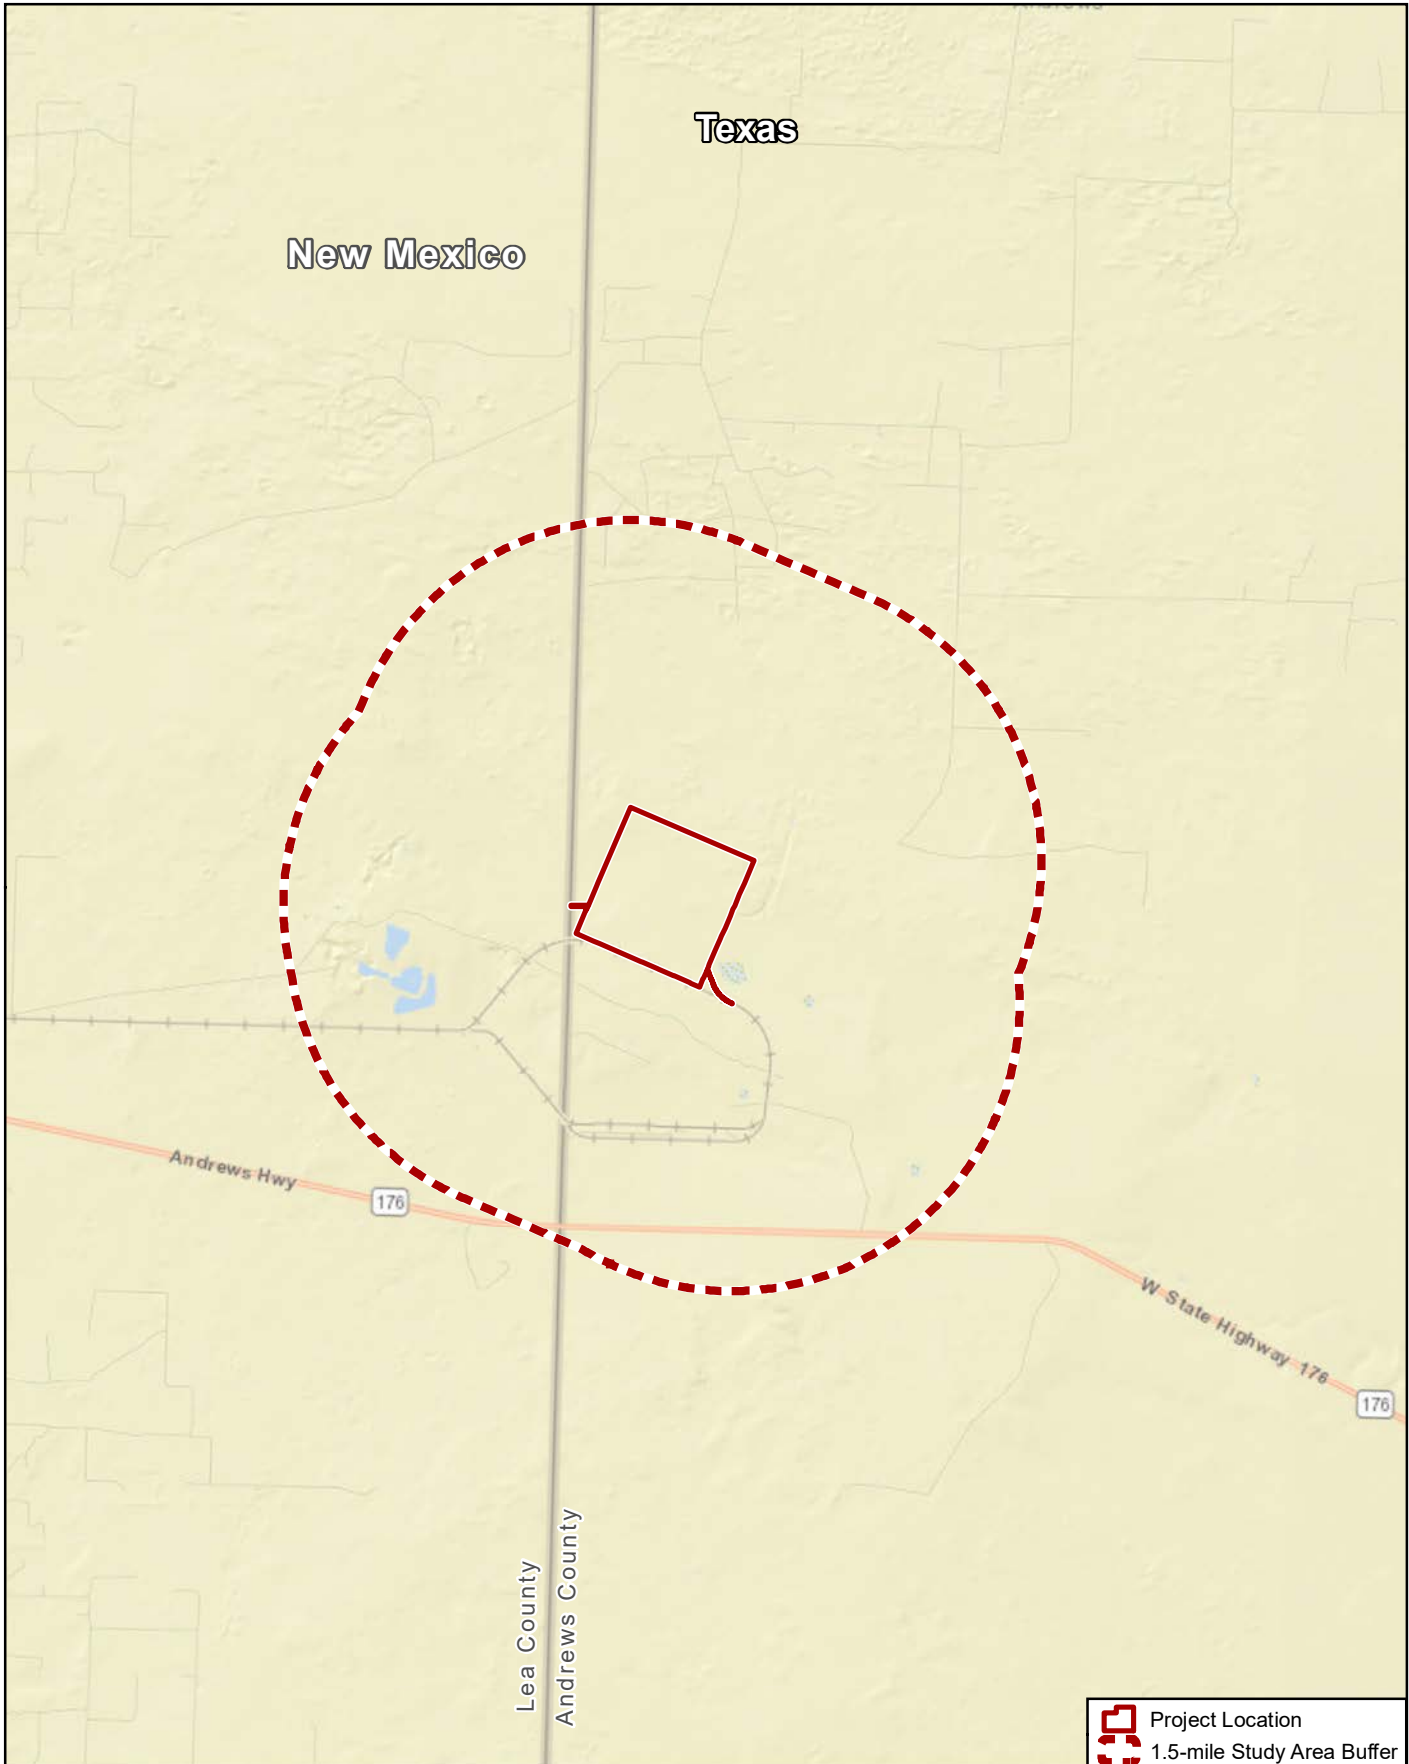 Texas
New Mexico
Andrews Hwy
176
W State Highway 176
176
Lea County
Andrews County
Project Location
1.5-mile Study Area Buffer